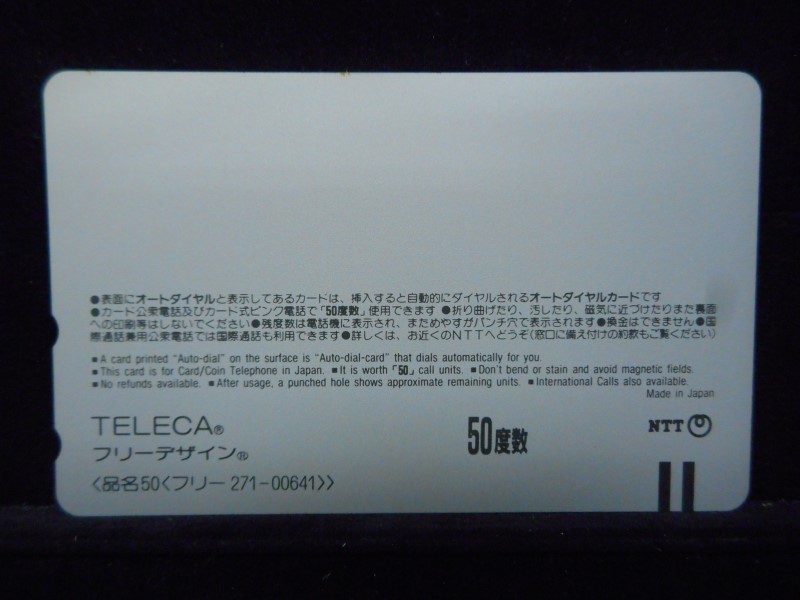 ●表面にオートダイヤルと表示してあるカードは、挿入すると自動的にダイヤルされるオートダイヤルカードです
●カード公衆電話及びカード式ピンク電話で「50度数」使用できます ●折り曲げたり、汚したり、磁気に近づけたりまた裏面
への印刷等はしないでください ●残度数は電話機に表示され、まためやすがパンチ穴で表示されます ●換金はできません ●国
際通話兼用公衆電話では国際通話も利用できます ●詳しくは、お近くのNTTへどうぞ(窓口に備え付けの約款もご覧ください)
■A card printed "Auto-dial" on the surface is "Auto-dial-card" that dials automatically for you.
■This card is for Card/Coin Telephone in Japan. ■It is worth「50」call units. ■Don't bend or stain and avoid magnetic fields.
■No refunds available. ■After usage, a punched hole shows approximate remaining units. ■International Calls also available.
Made in Japan
TELECA®
フリーデザイン®
50度数
NTT
〈品名50〈フリー 271-00641〉〉